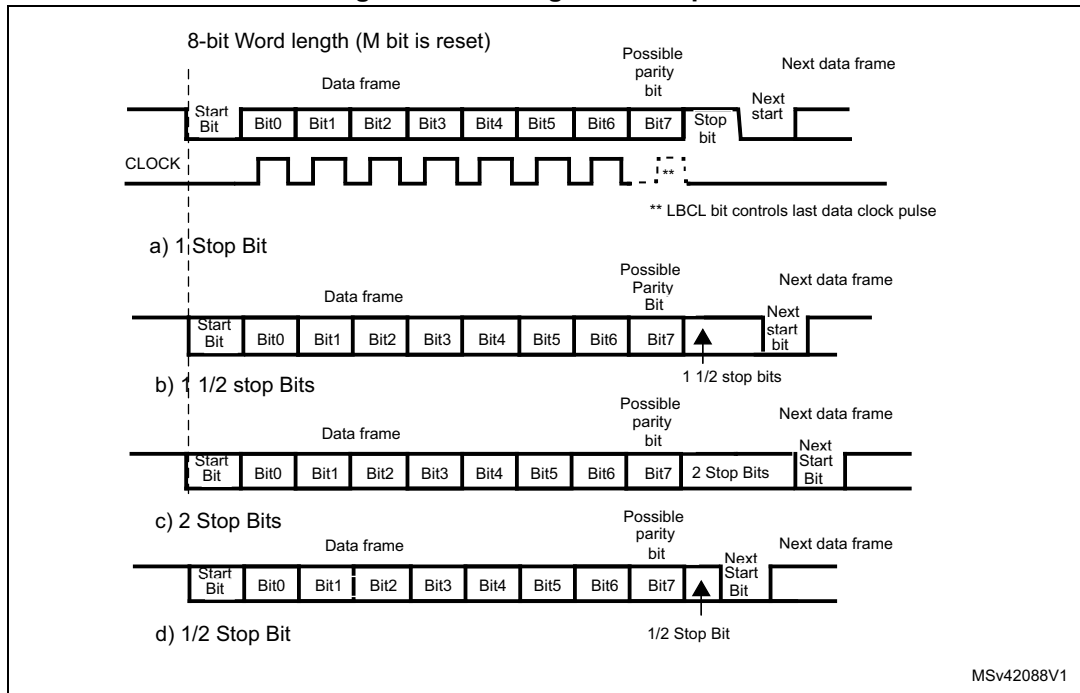 8-bit Word length (M bit is reset)
Possible
parity
bit
Next data frame
Data frame
Next
start
Start
Bit
Bit0
Bit1
Bit2
Bit3
Bit4
Bit5
Bit6
Bit7
Stop
bit
CLOCK
**
** LBCL bit controls last data clock pulse
a) 1 Stop Bit
Possible
Parity
Bit
Next data frame
Data frame
Next
start
bit
Start
Bit
Bit0
Bit1
Bit2
Bit3
Bit4
Bit5
Bit6
Bit7
1 1/2 stop bits
b) 1 1/2 stop Bits
Possible
parity
bit
Next data frame
Data frame
Next
Start
Bit
Start
Bit
Bit0
Bit1
Bit2
Bit3
Bit4
Bit5
Bit6
Bit7
2 Stop Bits
c) 2 Stop Bits
Possible
parity
bit
Next data frame
Data frame
Next
Start
Bit
Start
Bit
Bit0
Bit1
Bit2
Bit3
Bit4
Bit5
Bit6
Bit7
1/2 Stop Bit
d) 1/2 Stop Bit
MSv42088V1